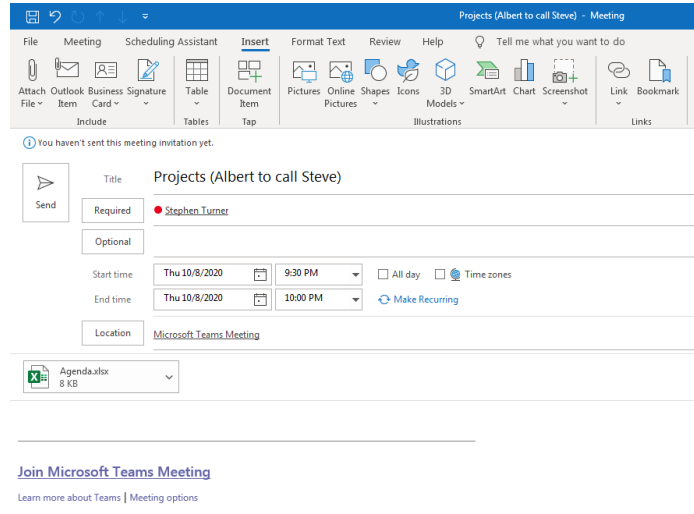 Projects (Albert to call Steve) - Meeting
File Meeting Scheduling Assistant Insert Format Text Review Help Tell me what you want to do
Attach File Outlook Item Business Card Signature Table Document Item Pictures Online Pictures Shapes Icons 3D Models SmartArt Chart Screenshot Link Bookmark
Include Tables Tap Illustrations Links
You haven't sent this meeting invitation yet.
Send
Title Projects (Albert to call Steve)
Required Stephen Turner
Optional
Start time Thu 10/8/2020 9:30 PM All day Time zones
End time Thu 10/8/2020 10:00 PM Make Recurring
Location Microsoft Teams Meeting
Agenda.xlsx
8 KB
Join Microsoft Teams Meeting
Learn more about Teams | Meeting options